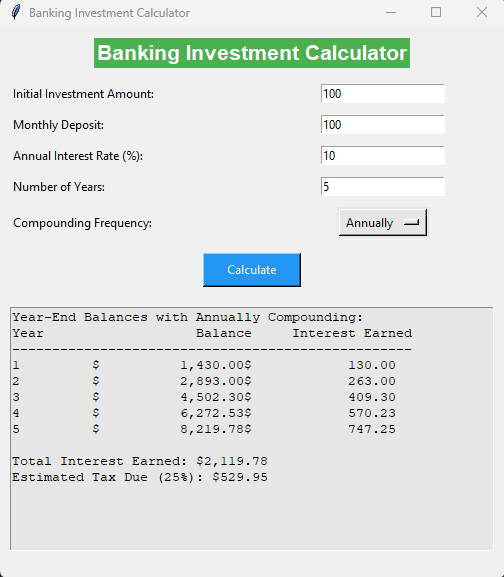 Banking Investment Calculator
Banking Investment Calculator
Initial Investment Amount: 100
Monthly Deposit: 100
Annual Interest Rate (%): 10
Number of Years: 5
Compounding Frequency: Annually
Calculate
Year-End Balances with Annually Compounding:
Year Balance Interest Earned
--------------------------------------------------
1 $ 1,430.00$ 130.00
2 $ 2,893.00$ 263.00
3 $ 4,502.30$ 409.30
4 $ 6,272.53$ 570.23
5 $ 8,219.78$ 747.25
Total Interest Earned: $2,119.78
Estimated Tax Due (25%): $529.95